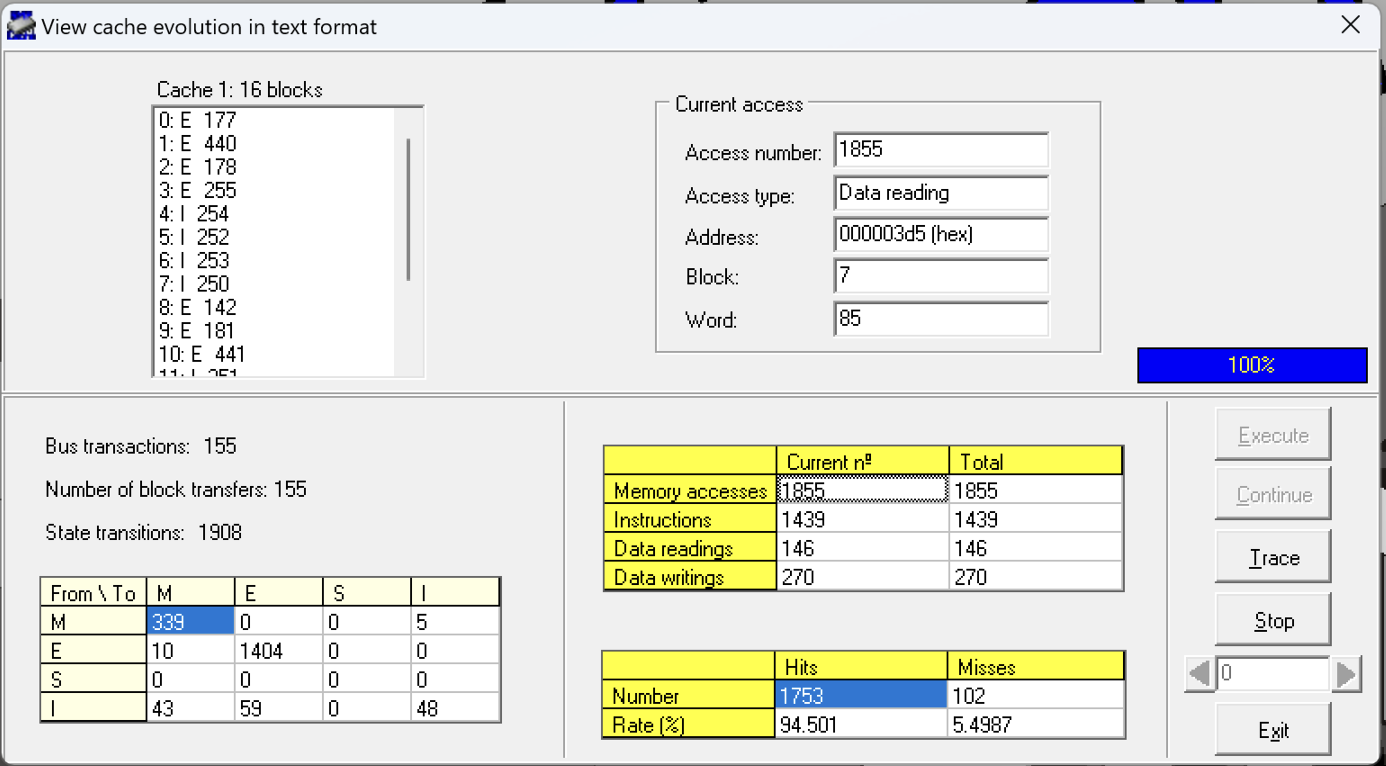 View cache evolution in text format
Cache 1: 16 blocks
0: E 177
1: E 440
2: E 178
3: E 255
4: I 254
5: I 252
6: I 253
7: I 250
8: E 142
9: E 181
10: E 441
11: I 251
Current access
Access number: 1855
Access type: Data reading
Address: 000003d5 (hex)
Block: 7
Word: 85
100%
Bus transactions: 155
Number of block transfers: 155
State transitions: 1908
From \ To M E S I
M 339 0 0 5
E 10 1404 0 0
S 0 0 0 0
I 43 59 0 48
Current nº Total
Memory accesses 1855 1855
Instructions 1439 1439
Data readings 146 146
Data writings 270 270
Hits Misses
Number 1753 102
Rate (%) 94.501 5.4987
Execute
Continue
Trace
Stop
0
Exit